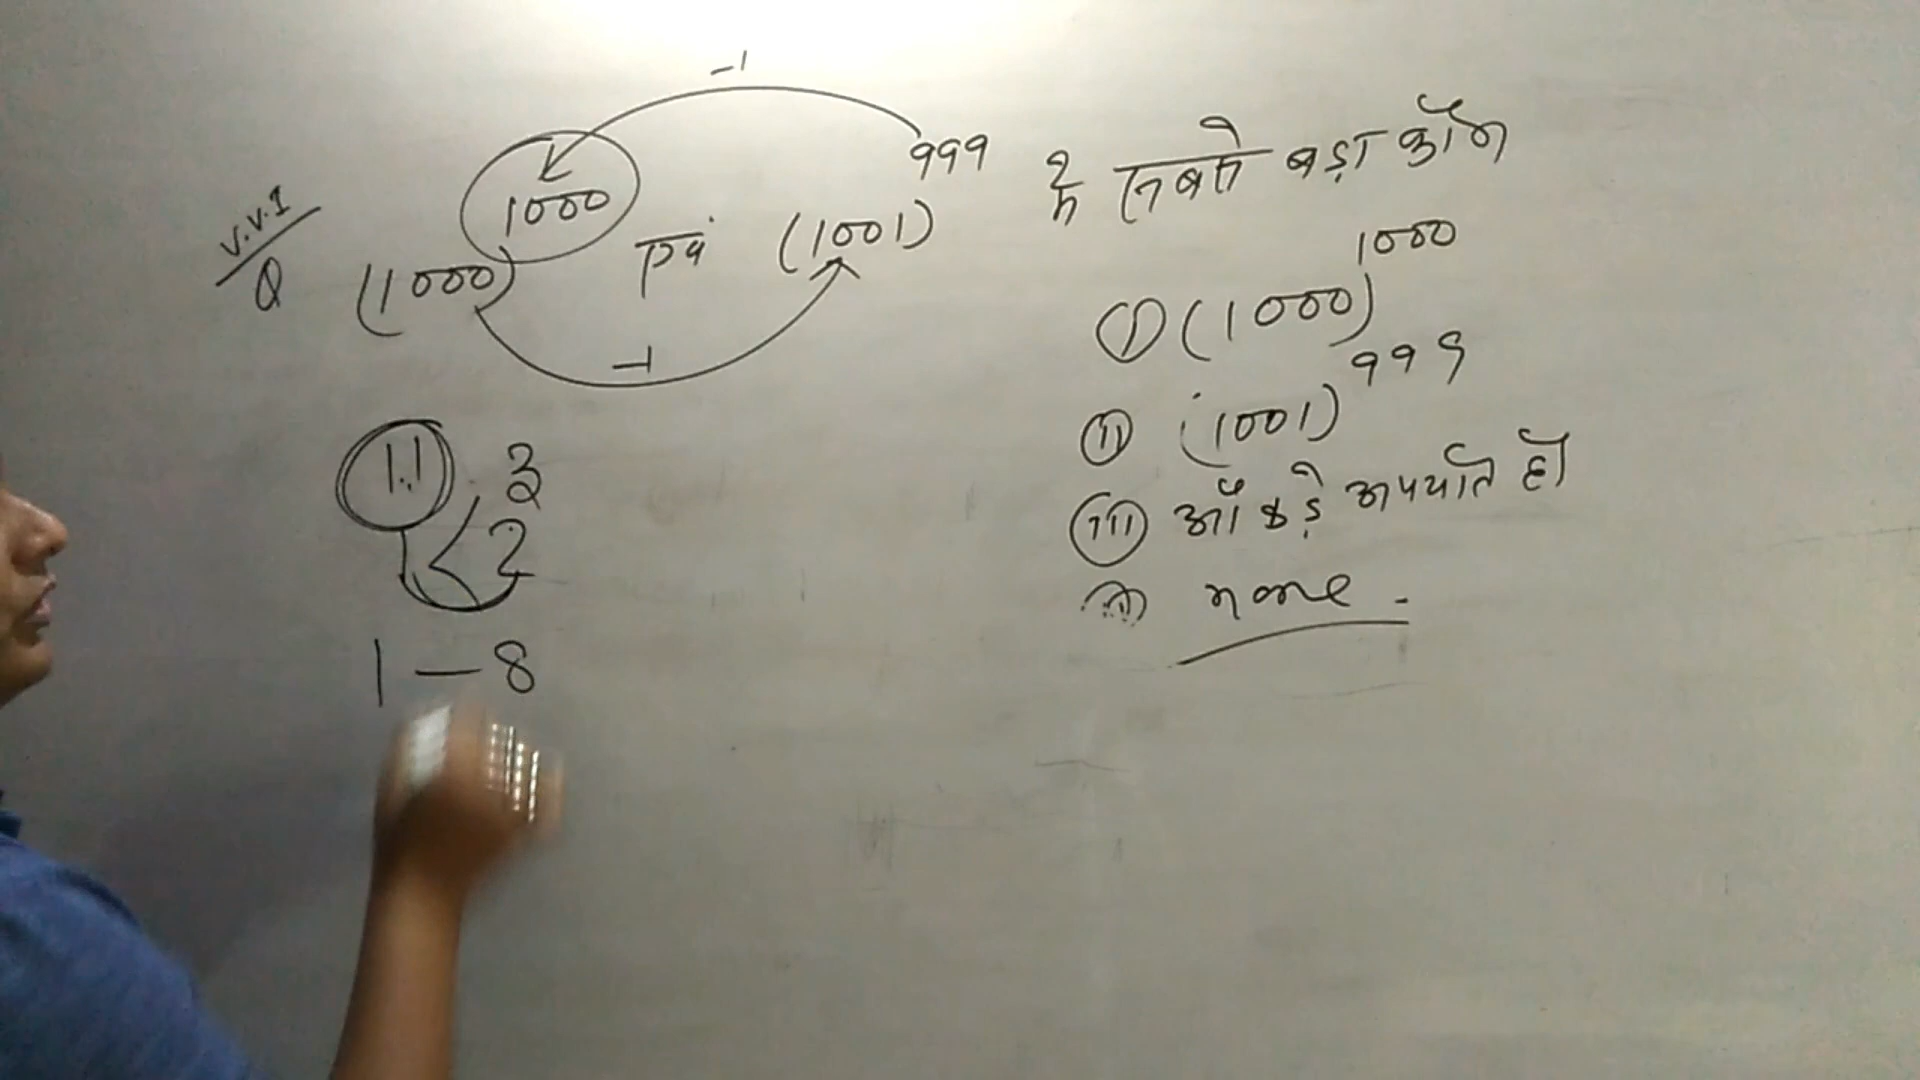 V.V.I
Q (1000)^1000 एवं (1001)^999 में सबसे बड़ा कौन
-1
-1
(i) (1000)^1000
(ii) (1001)^999
(iii) आँकड़े अपर्याप्त हों
none.
1.1 3
2
1 — 8